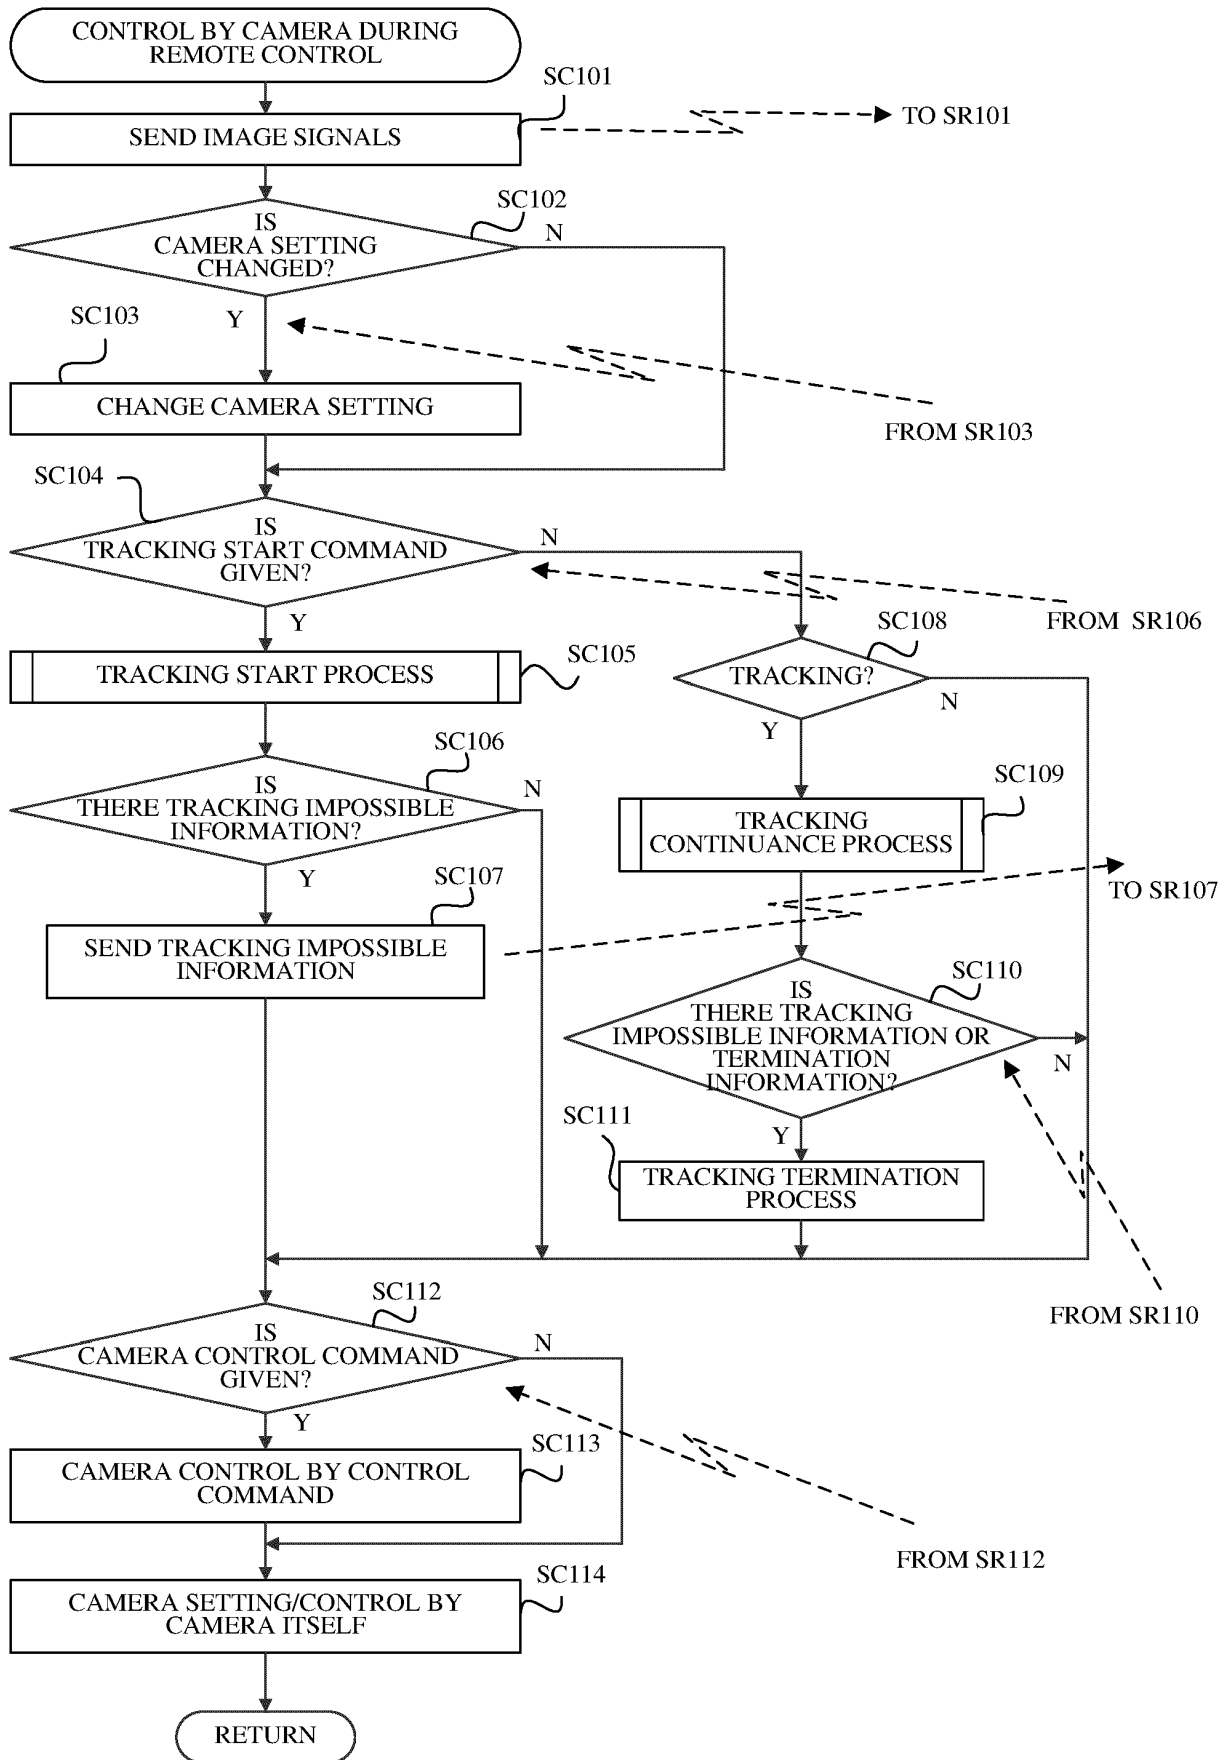 CONTROL BY CAMERA DURING
REMOTE CONTROL
SC101
SEND IMAGE SIGNALS
TO SR101
SC102
IS
CAMERA SETTING
CHANGED?
N
Y
SC103
CHANGE CAMERA SETTING
FROM SR103
SC104
IS
TRACKING START COMMAND
GIVEN?
N
Y
FROM SR106
SC105
TRACKING START PROCESS
SC108
TRACKING?
N
Y
SC106
IS
THERE TRACKING IMPOSSIBLE
INFORMATION?
N
Y
SC109
TRACKING
CONTINUANCE PROCESS
TO SR107
SC107
SEND TRACKING IMPOSSIBLE
INFORMATION
SC110
IS
THERE TRACKING
IMPOSSIBLE INFORMATION OR
TERMINATION
INFORMATION?
N
Y
SC111
TRACKING TERMINATION
PROCESS
FROM SR110
SC112
IS
CAMERA CONTROL COMMAND
GIVEN?
N
Y
SC113
CAMERA CONTROL BY CONTROL
COMMAND
FROM SR112
SC114
CAMERA SETTING/CONTROL BY
CAMERA ITSELF
RETURN